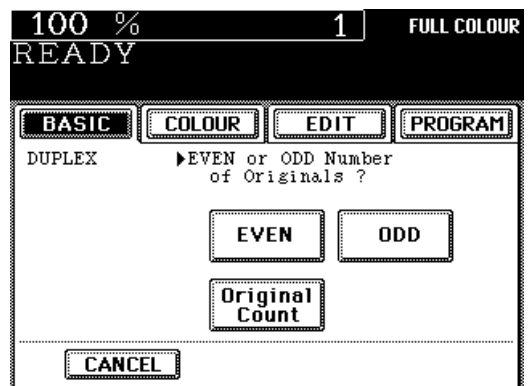 100 % 1 FULL COLOUR
READY
BASIC COLOUR EDIT PROGRAM
DUPLEX ▶EVEN or ODD Number
of Originals ?
EVEN ODD
Original
Count
CANCEL